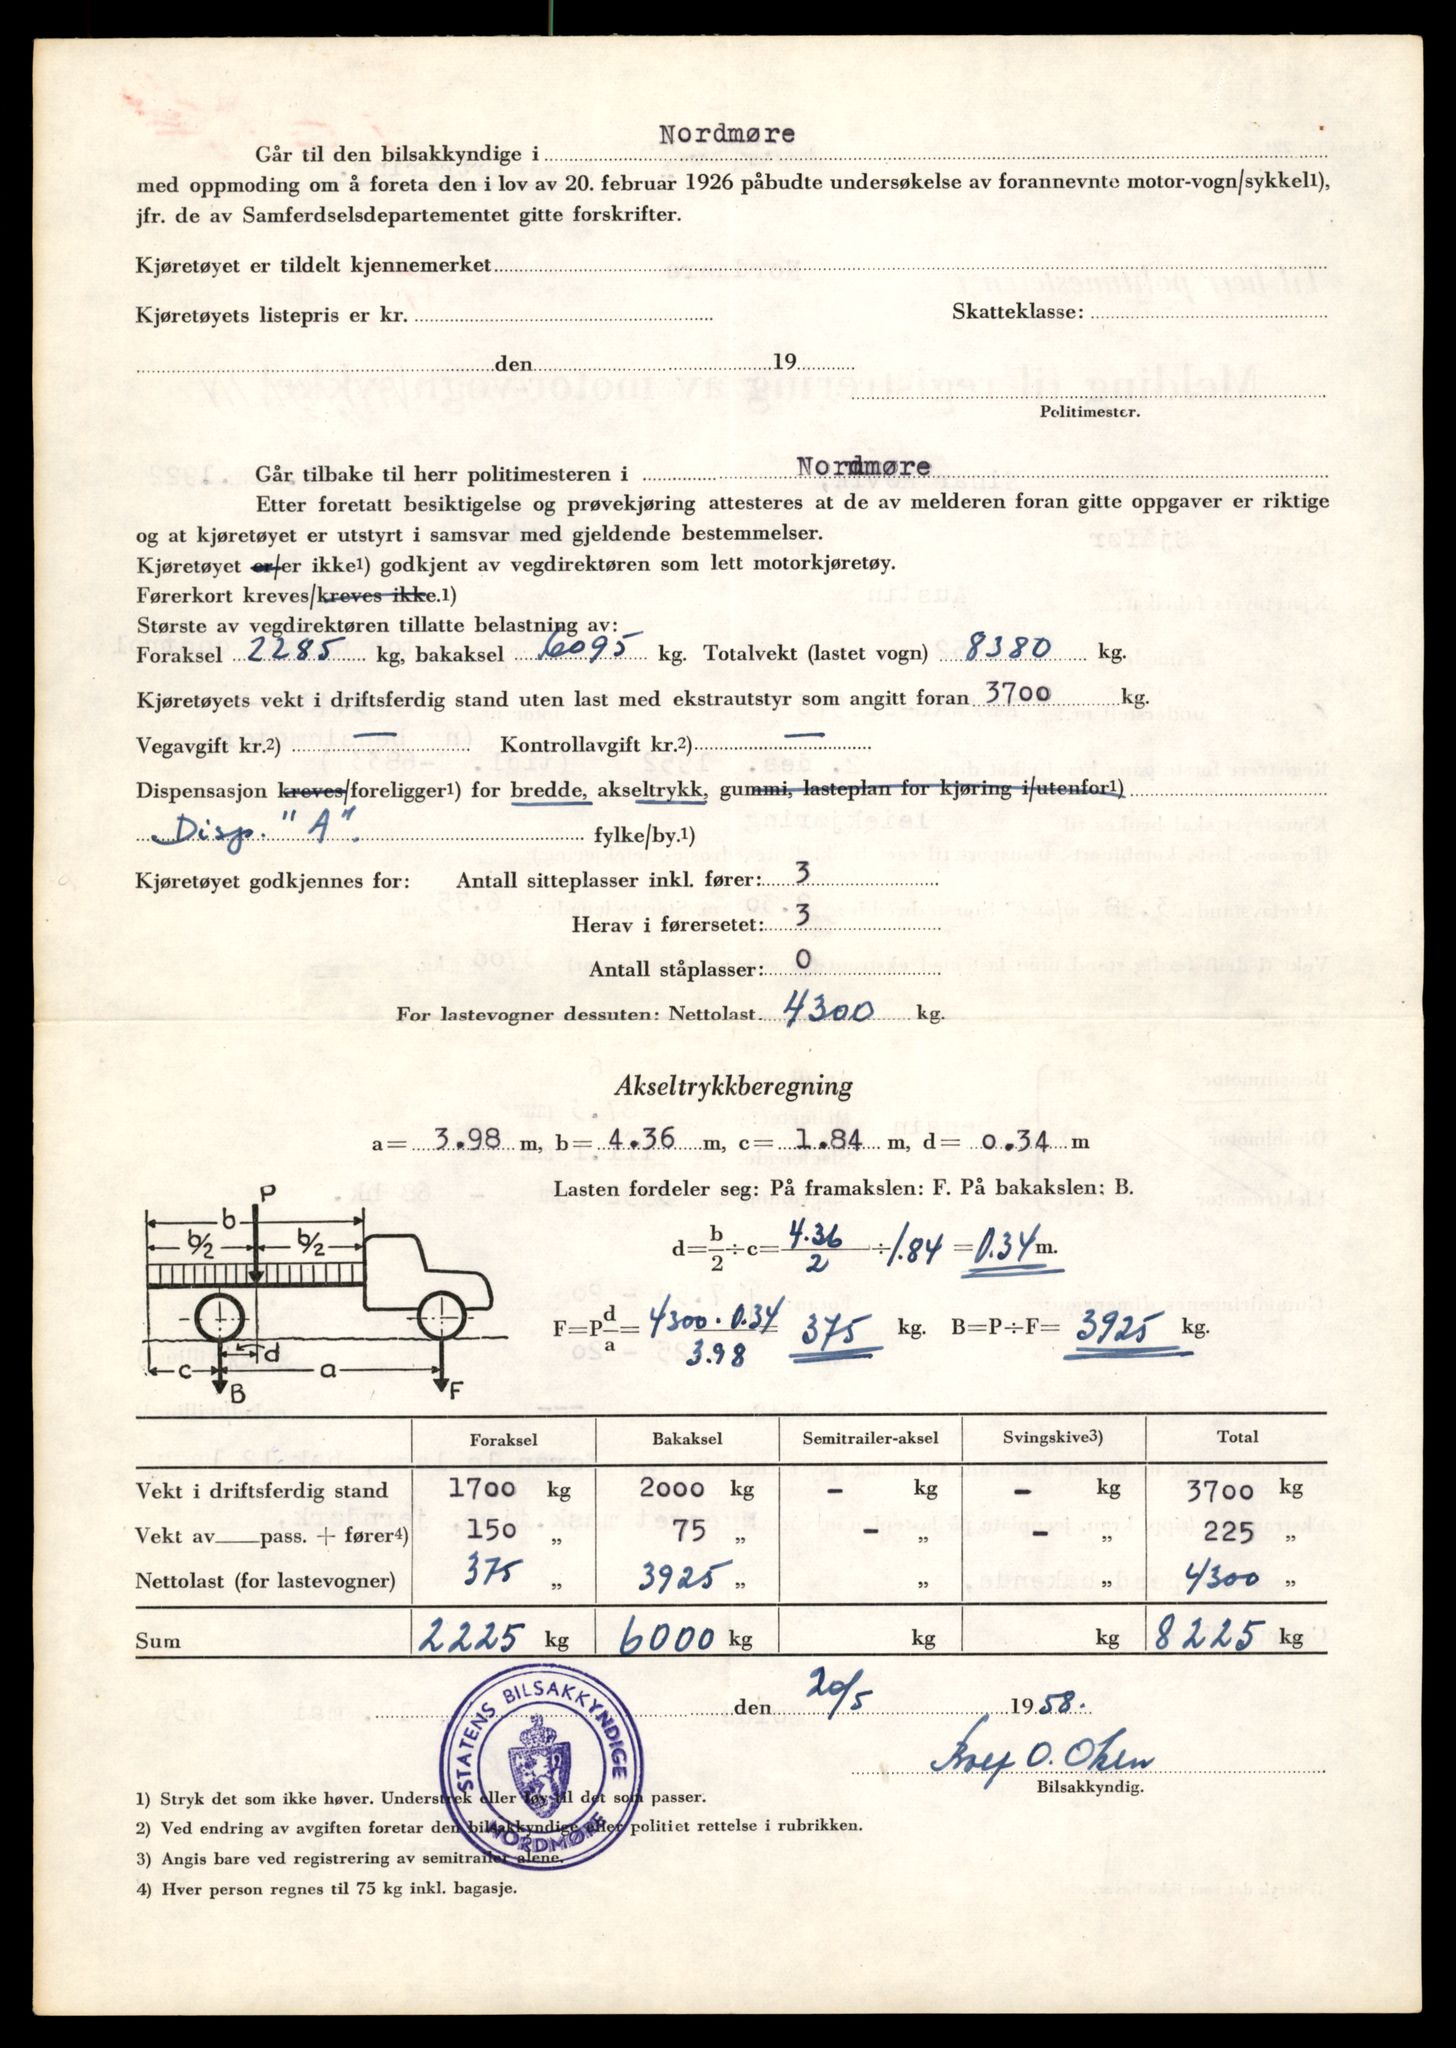 Nordmøre
Går til den bilsakkyndige i
med oppmoding om å foreta den i lov av 20. februar 1926 påbudte undersøkelse av forannevnte motor-vogn/sykkel1),
jfr. de av Samferdselsdepartementet gitte forskrifter.
Kjøretøyet er tildelt kjennemerket
Kjøretøyets listepris er kr. Skatteklasse:
den 19
Politimester.
Går tilbake til herr politimesteren i Nordmøre
Etter foretatt besiktigelse og prøvekjøring attesteres at de av melderen foran gitte oppgaver er riktige
og at kjøretøyet er utstyrt i samsvar med gjeldende bestemmelser.
Kjøretøyet er/er ikke1) godkjent av vegdirektøren som lett motorkjøretøy.
Førerkort kreves/kreves ikke.1)
Største av vegdirektøren tillatte belastning av:
Foraksel 2285 kg, bakaksel 6095 kg. Totalvekt (lastet vogn) 8380 kg.
Kjøretøyets vekt i driftsferdig stand uten last med ekstrautstyr som angitt foran 3700 kg.
Vegavgift kr.2) — Kontrollavgift kr.2) —
Dispensasjon kreves/foreligger1) for bredde, akseltrykk, gummi, lasteplan for kjøring i/utenfor1)
Disp. "A". fylke/by.1)
Kjøretøyet godkjennes for: Antall sitteplasser inkl. fører: 3
Herav i førersetet: 3
Antall ståplasser: 0
For lastevogner dessuten: Nettolast 4300 kg.
Akseltrykkberegning
a= 3.98 m, b= 4.36 m, c= 1.84 m, d= 0.34 m
Lasten fordeler seg: På framakslen: F. På bakakslen: B.
P
b
b/2 b/2
d
c a
B F
d=b/2÷c=4.36/2÷1.84=0.34 m.
F=P d/a=4300 . 0.34/3.98 = 375 kg. B=P÷F= 3925 kg.
Foraksel Bakaksel Semitrailer-aksel Svingskive3) Total
Vekt i driftsferdig stand 1700 kg 2000 kg - kg - kg 3700 kg
Vekt av pass. + fører4) 150 „ 75 „ - „ - „ 225 „
Nettolast (for lastevogner) 375 „ 3925 „ „ „ 4300 „
Sum 2225 kg 6000 kg kg kg 8225 kg
den 20/5 1958.
O. Olsen
Bilsakkyndig.
STATENS BILSAKKYNDIGE
NORDMØRE
1) Stryk det som ikke høver. Understrek eller føy til det som passer.
2) Ved endring av avgiften foretar den bilsakkyndige eller politiet rettelse i rubrikken.
3) Angis bare ved registrering av semitrailer alene.
4) Hver person regnes til 75 kg inkl. bagasje.